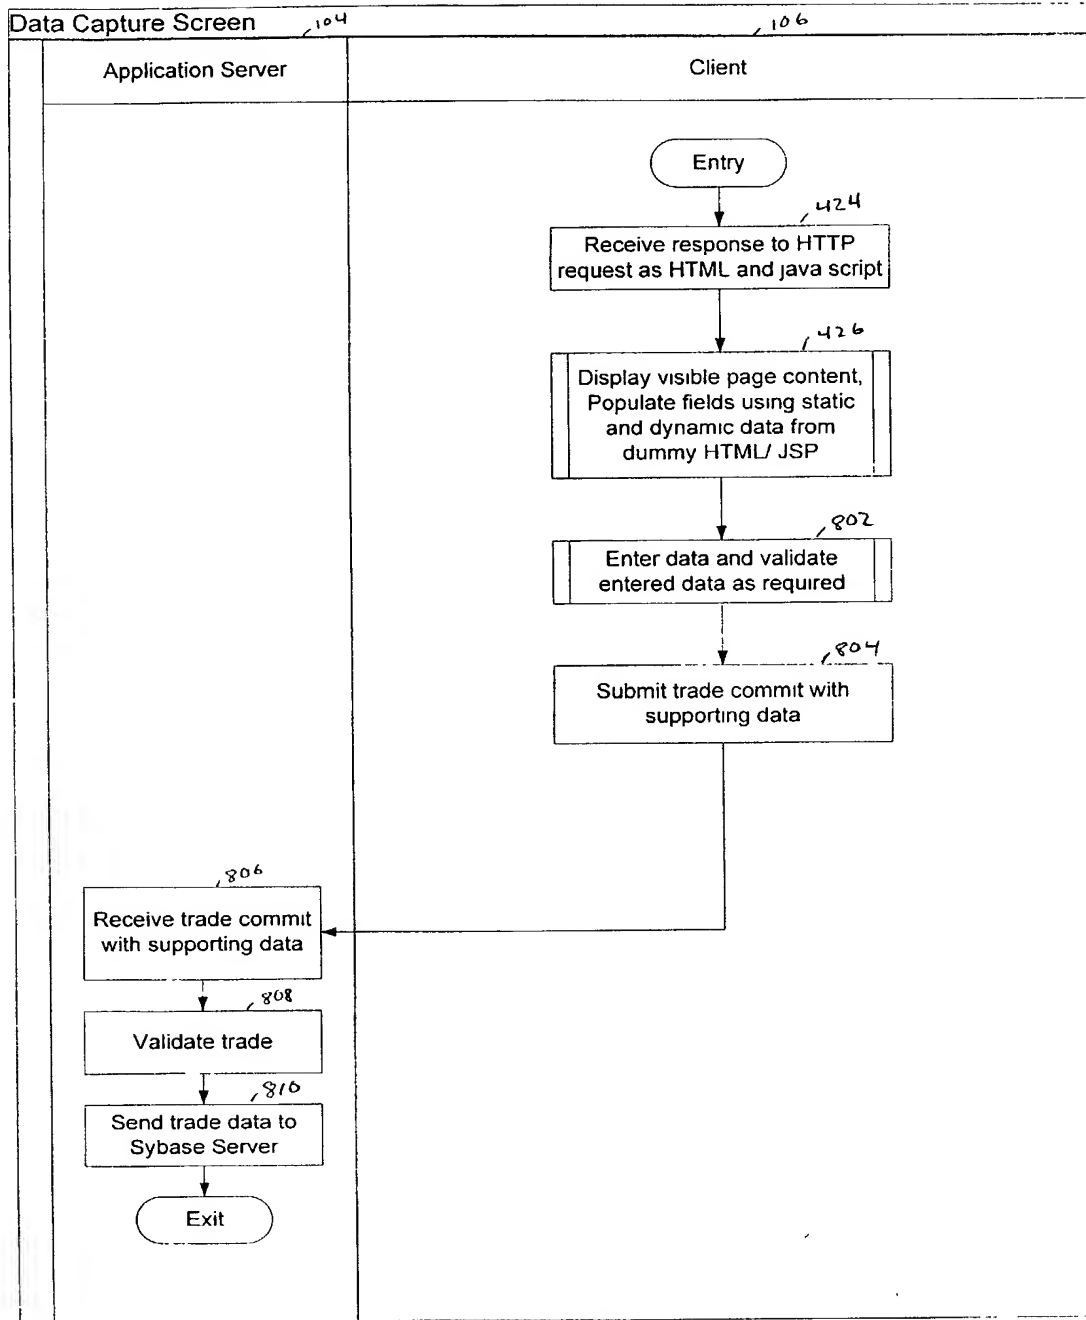 Data Capture Screen
104
106
Application Server
Client
Entry
424
Receive response to HTTP
request as HTML and java script
426
Display visible page content,
Populate fields using static
and dynamic data from
dummy HTML/ JSP
802
Enter data and validate
entered data as required
804
Submit trade commit with
supporting data
806
Receive trade commit
with supporting data
808
Validate trade
810
Send trade data to
Sybase Server
Exit